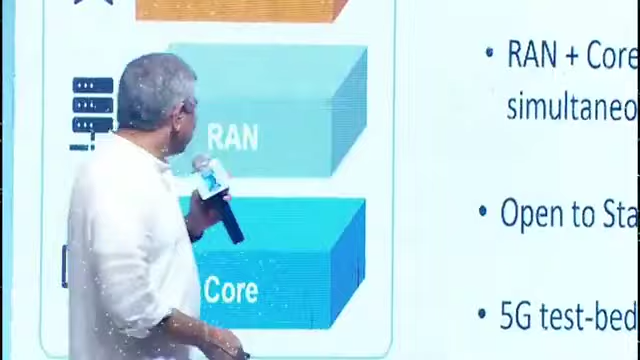 RAN
Core
• RAN + Core
simultaneo
• Open to Sta
• 5G test-bed